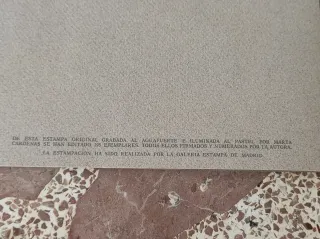 DE ESTA ESTAMPA ORIGINAL GRABADA AL AGUAFUERTE E ILUMINADA AL PASTEL, POR MARTA
CARDENAS SE HAN EDITADO EJEMPLARES, TODOS ELLOS FIRMADOS Y NUMERADOS POR LA AUTORA.
LA ESTAMPACION HA SIDO REALIZADA POR LA GALERIA ESTAMPA DE MADRID.